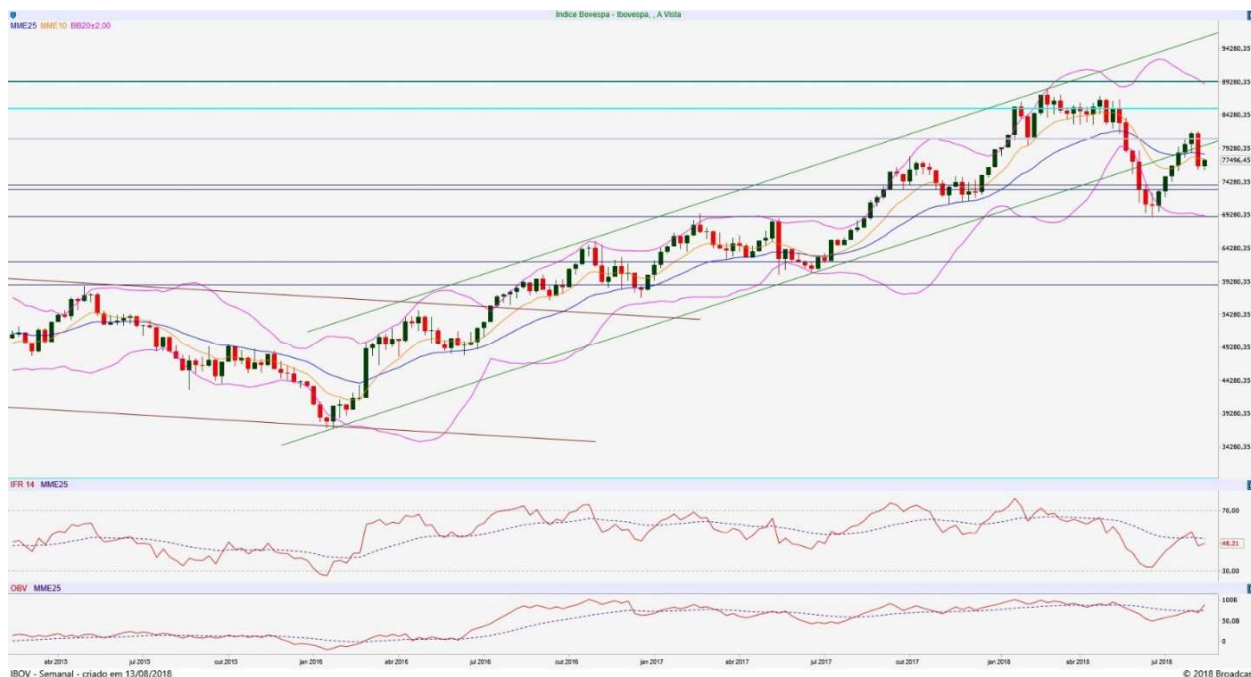 Índice Bovespa - Ibovespa, , A Vista
MME25 MME10 BB20±2,00
94280,35
89280,35
84280,35
79280,35
77496,45
74280,35
69280,35
64280,35
59280,35
54280,35
49280,35
44280,35
39280,35
34280,35
IFR 14 MME25
70.00
48.21
30.00
OBV MME25
100B
50.0B
0
abr 2015 jul 2015 out 2015 jan 2016 abr 2016 jul 2016 out 2016 jan 2017 abr 2017 jul 2017 out 2017 jan 2018 abr 2018 jul 2018
IBOV - Semanal - criado em 13/08/2018 © 2018 Broadcas